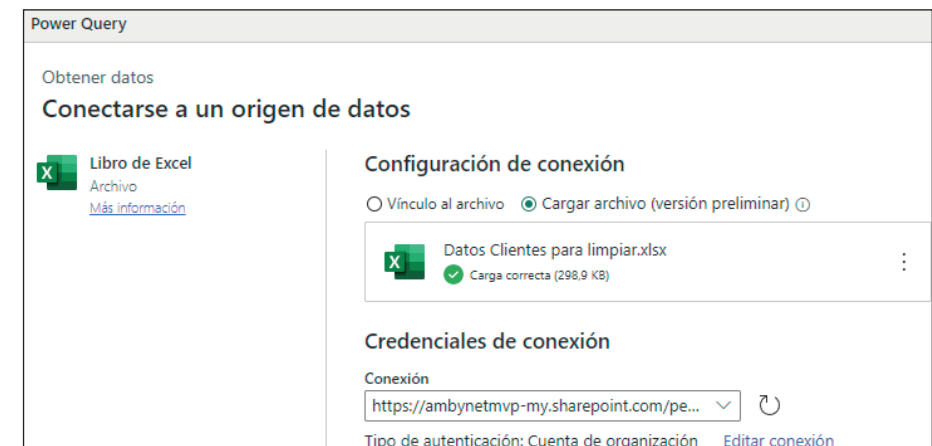 Power Query
Obtener datos
Conectarse a un origen de datos
Libro de Excel
Archivo
Más información
Configuración de conexión
Vínculo al archivo Cargar archivo (versión preliminar)
Datos Clientes para limpiar.xlsx
Carga correcta (298,9 KB)
Credenciales de conexión
Conexión
https://ambynetmvp-my.sharepoint.com/pe...
Tipo de autenticación: Cuenta de organización Editar conexión